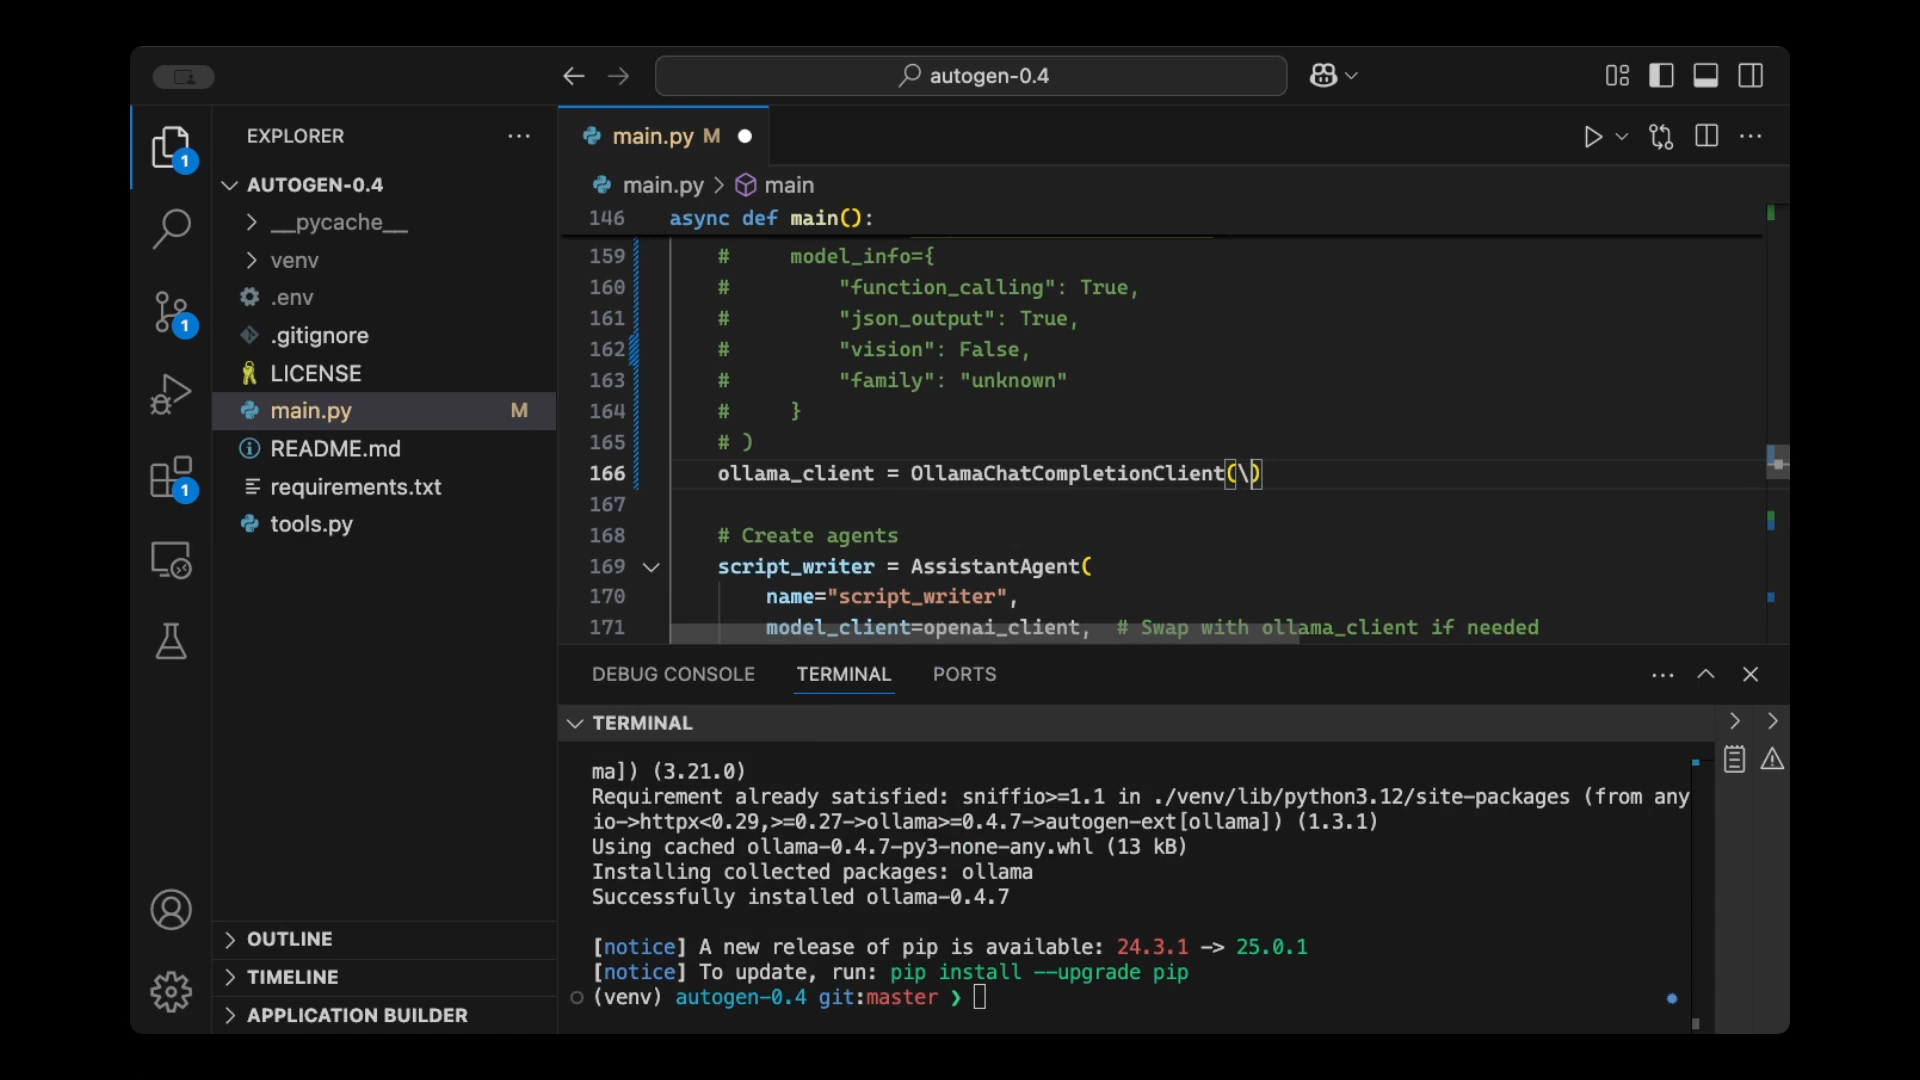 autogen-0.4
EXPLORER
1
AUTOGEN-0.4
__pycache__
venv
.env
.gitignore
1
LICENSE
main.py M
README.md
1
requirements.txt
tools.py
OUTLINE
TIMELINE
APPLICATION BUILDER
main.py M
main.py > main
146 async def main():
159 # model_info={
160 # "function_calling": True,
161 # "json_output": True,
162 # "vision": False,
163 # "family": "unknown"
164 # }
165 # )
166 ollama_client = OllamaChatCompletionClient(\)
167
168 # Create agents
169 script_writer = AssistantAgent(
170 name="script_writer",
171 model_client=openai_client, # Swap with ollama_client if needed
DEBUG CONSOLE TERMINAL PORTS
TERMINAL
ma]) (3.21.0)
Requirement already satisfied: sniffio>=1.1 in ./venv/lib/python3.12/site-packages (from any
io->httpx<0.29,>=0.27->ollama>=0.4.7->autogen-ext[ollama]) (1.3.1)
Using cached ollama-0.4.7-py3-none-any.whl (13 kB)
Installing collected packages: ollama
Successfully installed ollama-0.4.7
[notice] A new release of pip is available: 24.3.1 -> 25.0.1
[notice] To update, run: pip install --upgrade pip
(venv) autogen-0.4 git:master ❯